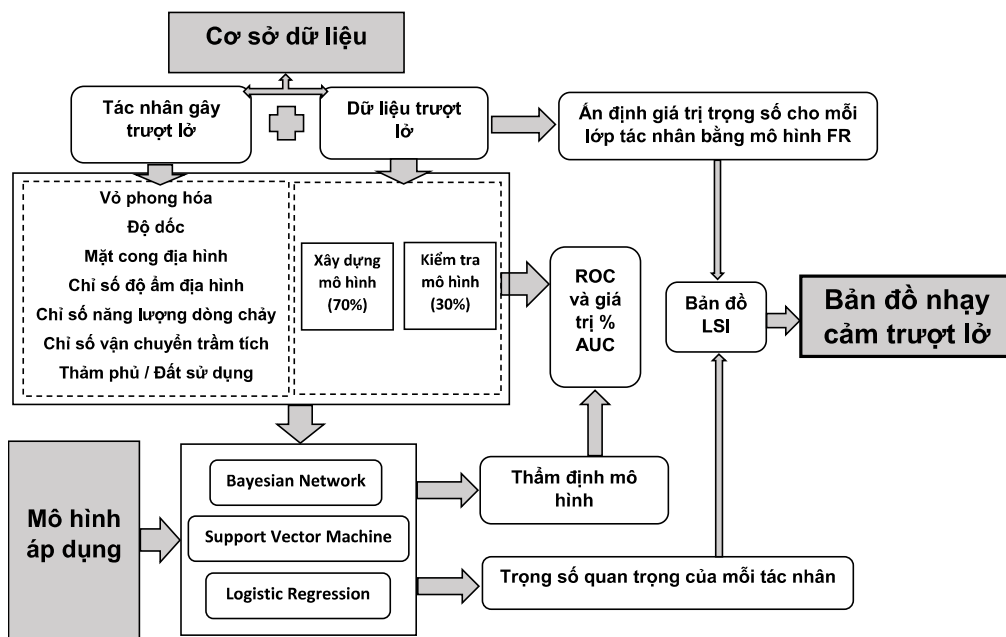 Cơ sở dữ liệu
Tác nhân gây
trượt lở
Dữ liệu trượt
lở
Ấn định giá trị trọng số cho mỗi
lớp tác nhân bằng mô hình FR
Vỏ phong hóa
Độ dốc
Mặt cong địa hình
Chỉ số độ ẩm địa hình
Chỉ số năng lượng dòng chảy
Chỉ số vận chuyển trầm tích
Thảm phủ / Đất sử dụng
Xây dựng
mô hình
(70%)
Kiểm tra
mô hình
(30%)
ROC
và giá
trị %
AUC
Bản đồ
LSI
Bản đồ nhạy
cảm trượt lở
Mô hình
áp dụng
Bayesian Network
Support Vector Machine
Logistic Regression
Thẩm định mô
hình
Trọng số quan trọng của mỗi tác nhân